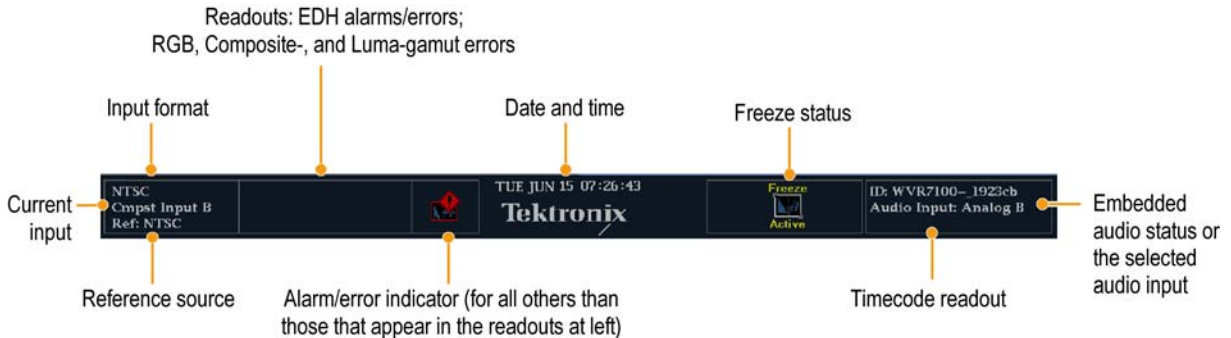 Readouts: EDH alarms/errors;
RGB, Composite-, and Luma-gamut errors
Input format
Date and time
Freeze status
Current
input
NTSC
Cmpst Input B
Ref: NTSC
TUE JUN 15 07:26:43
Tektronix
Freeze
Active
ID: WVR7100-_1923cb
Audio Input: Analog B
Embedded
audio status or
the selected
audio input
Reference source
Alarm/error indicator (for all others than
those that appear in the readouts at left)
Timecode readout